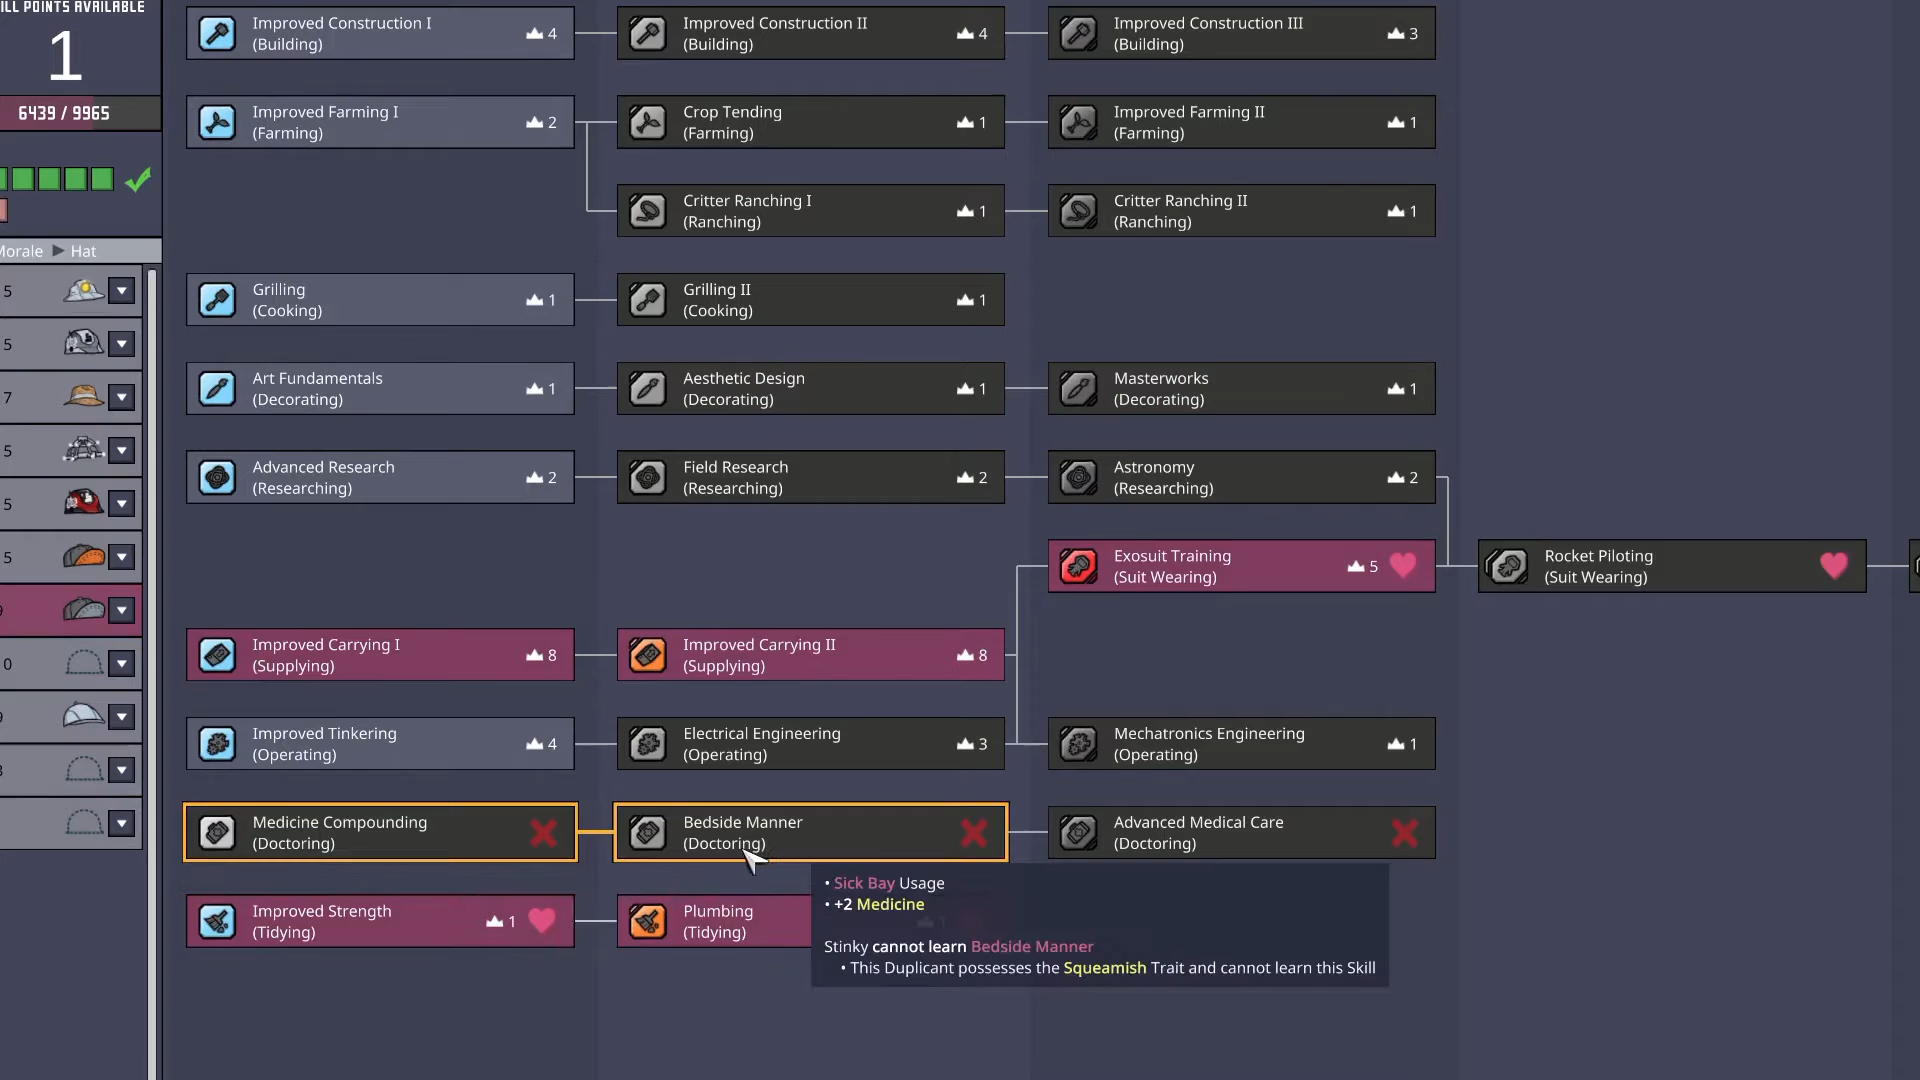 ILL POINTS AVAILABLE
1
6439 / 9965
Morale ▶ Hat
5
5
7
5
5
5
9
0
9
3
Improved Construction I
(Building)
4
Improved Construction II
(Building)
4
Improved Construction III
(Building)
3
Improved Farming I
(Farming)
2
Crop Tending
(Farming)
1
Improved Farming II
(Farming)
1
Critter Ranching I
(Ranching)
1
Critter Ranching II
(Ranching)
1
Grilling
(Cooking)
1
Grilling II
(Cooking)
1
Art Fundamentals
(Decorating)
1
Aesthetic Design
(Decorating)
1
Masterworks
(Decorating)
1
Advanced Research
(Researching)
2
Field Research
(Researching)
2
Astronomy
(Researching)
2
Exosuit Training
(Suit Wearing)
5
Rocket Piloting
(Suit Wearing)
Improved Carrying I
(Supplying)
8
Improved Carrying II
(Supplying)
8
Improved Tinkering
(Operating)
4
Electrical Engineering
(Operating)
3
Mechatronics Engineering
(Operating)
1
Medicine Compounding
(Doctoring)
Bedside Manner
(Doctoring)
Advanced Medical Care
(Doctoring)
Improved Strength
(Tidying)
1
Plumbing
(Tidying)
1
• Sick Bay Usage
• +2 Medicine
Stinky cannot learn Bedside Manner
• This Duplicant possesses the Squeamish Trait and cannot learn this Skill